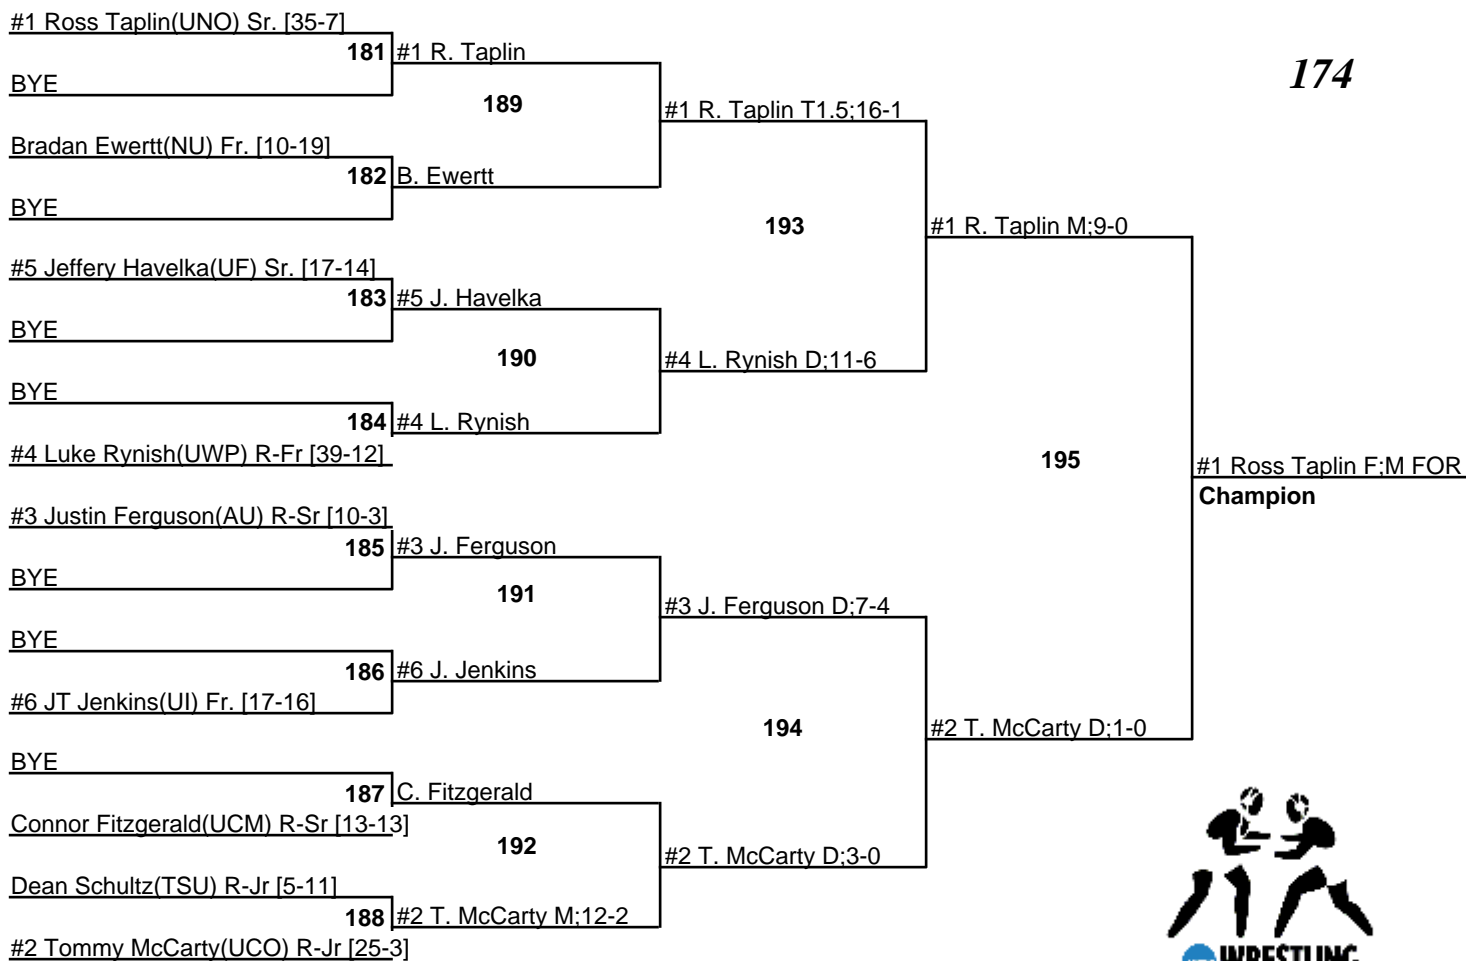 #1 Ross Taplin(UNO) Sr. [35-7]
181 #1 R. Taplin
BYE
174
189
#1 R. Taplin T1.5;16-1
Bradan Ewertt(NU) Fr. [10-19]
182 B. Ewertt
BYE
193
#1 R. Taplin M;9-0
#5 Jeffery Havelka(UF) Sr. [17-14]
183 #5 J. Havelka
BYE
190
#4 L. Rynish D;11-6
BYE
184 #4 L. Rynish
#4 Luke Rynish(UWP) R-Fr [39-12]
195
#1 Ross Taplin F;M FOR
Champion
#3 Justin Ferguson(AU) R-Sr [10-3]
185 #3 J. Ferguson
BYE
191
#3 J. Ferguson D;7-4
BYE
186 #6 J. Jenkins
#6 JT Jenkins(UI) Fr. [17-16]
194
#2 T. McCarty D;1-0
BYE
187 C. Fitzgerald
Connor Fitzgerald(UCM) R-Sr [13-13]
192
#2 T. McCarty D;3-0
Dean Schultz(TSU) R-Jr [5-11]
188 #2 T. McCarty M;12-2
#2 Tommy McCarty(UCO) R-Jr [25-3]
WRESTLING